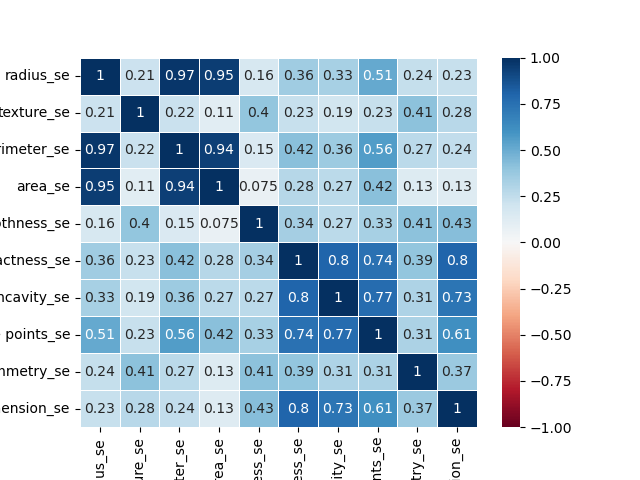 radius_se 1 0.21 0.97 0.95 0.16 0.36 0.33 0.51 0.24 0.23
texture_se 0.21 1 0.22 0.11 0.4 0.23 0.19 0.23 0.41 0.28
rimeter_se 0.97 0.22 1 0.94 0.15 0.42 0.36 0.56 0.27 0.24
area_se 0.95 0.11 0.94 1 0.075 0.28 0.27 0.42 0.13 0.13
othness_se 0.16 0.4 0.15 0.075 1 0.34 0.27 0.33 0.41 0.43
actness_se 0.36 0.23 0.42 0.28 0.34 1 0.8 0.74 0.39 0.8
ncavity_se 0.33 0.19 0.36 0.27 0.27 0.8 1 0.77 0.31 0.73
points_se 0.51 0.23 0.56 0.42 0.33 0.74 0.77 1 0.31 0.61
nmetry_se 0.24 0.41 0.27 0.13 0.41 0.39 0.31 0.31 1 0.37
ension_se 0.23 0.28 0.24 0.13 0.43 0.8 0.73 0.61 0.37 1
us_se ure_se ter_se rea_se ess_se ess_se ity_se nts_se try_se ion_se
1.00
0.75
0.50
0.25
0.00
−0.25
−0.50
−0.75
−1.00